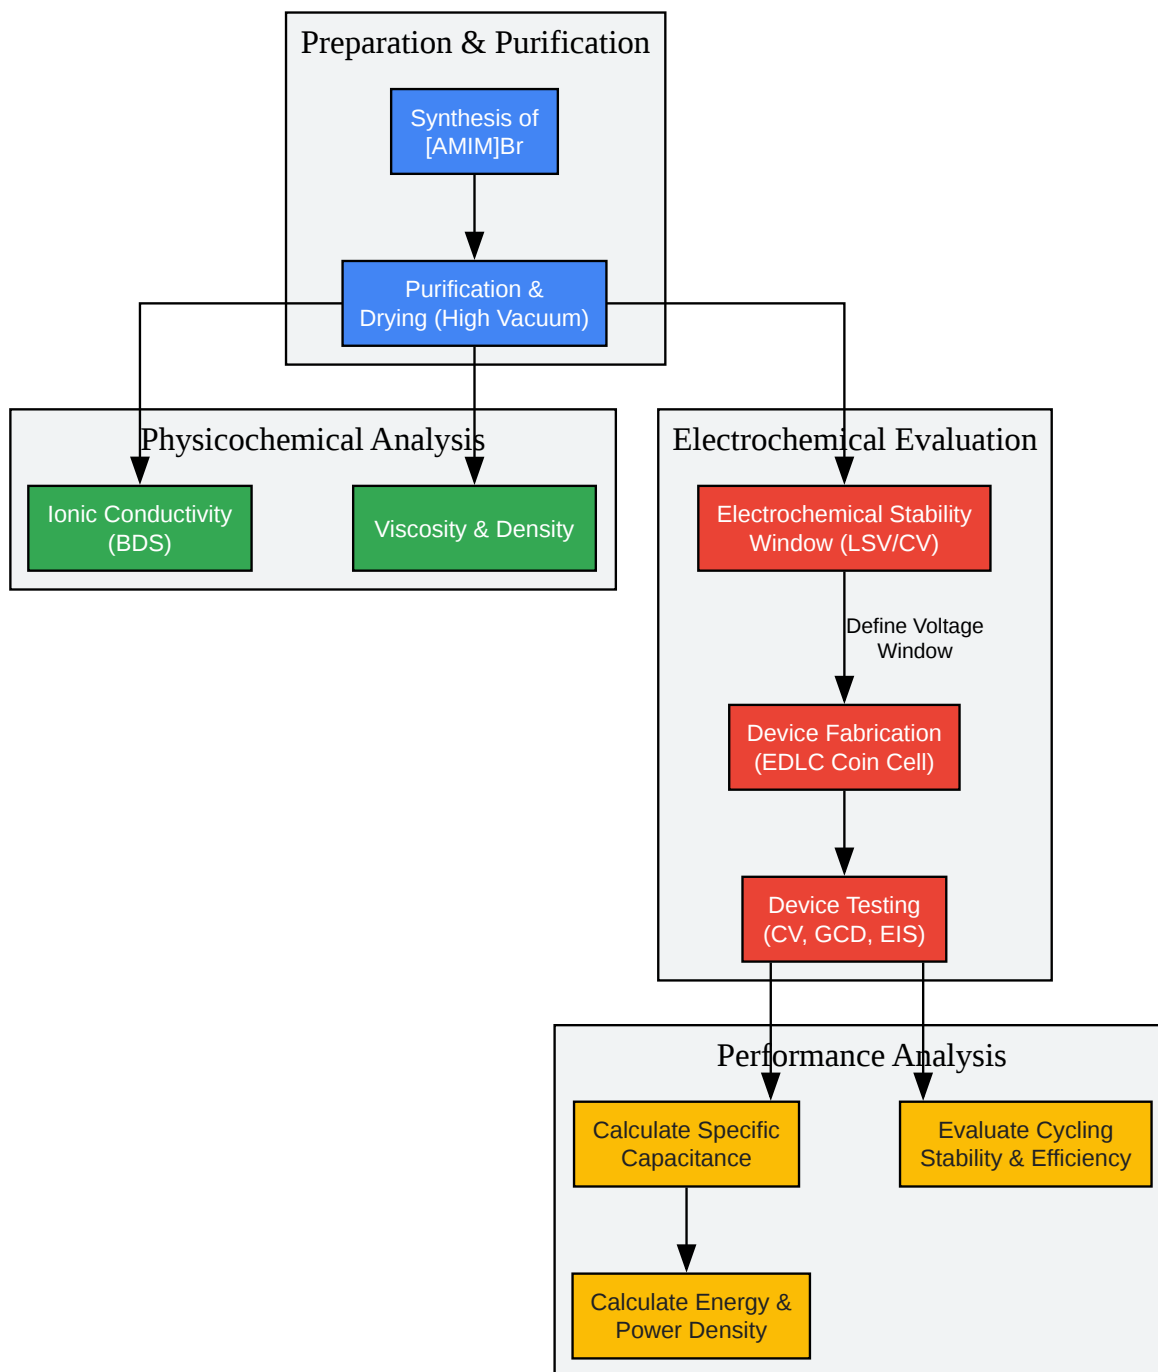 Preparation & Purification
Synthesis of
[AMIM]Br
Purification &
Drying (High Vacuum)
Physicochemical Analysis
Ionic Conductivity
(BDS)
Viscosity & Density
Electrochemical Evaluation
Electrochemical Stability
Window (LSV/CV)
Define Voltage
Window
Device Fabrication
(EDLC Coin Cell)
Device Testing
(CV, GCD, EIS)
Performance Analysis
Calculate Specific
Capacitance
Evaluate Cycling
Stability & Efficiency
Calculate Energy &
Power Density